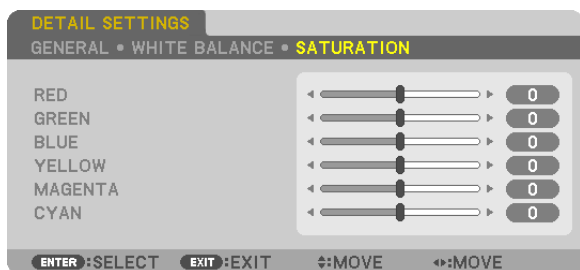 DETAIL SETTINGS
GENERAL • WHITE BALANCE • SATURATION
RED 0
GREEN 0
BLUE 0
YELLOW 0
MAGENTA 0
CYAN 0
ENTER:SELECT EXIT:EXIT :MOVE :MOVE